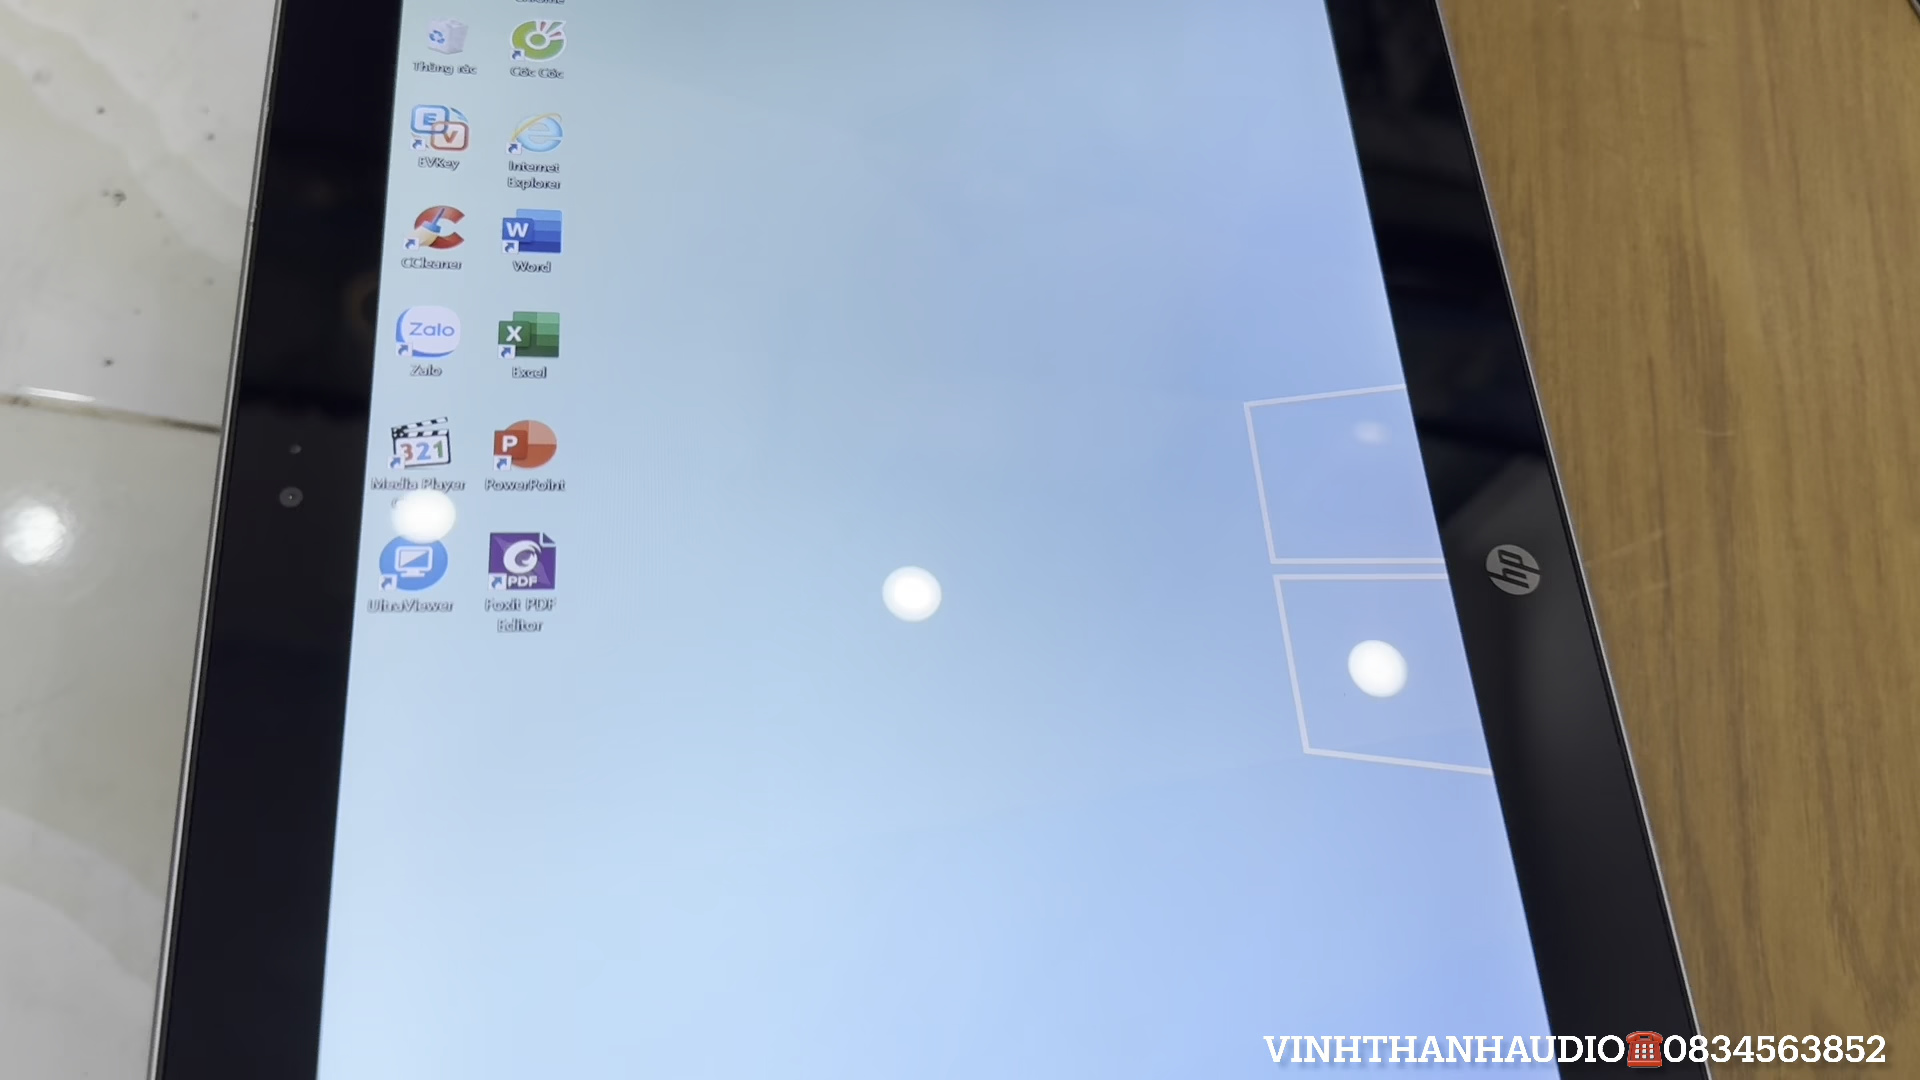 Thùng rác
Cốc Cốc
EVKey
Internet
Explorer
CCleaner
W
Word
Zalo
Zalo
X
Excel
321
Media Player
P
PowerPoint
UltraViewer
PDF
Foxit PDF
Editor
hp
VINHTHANHAUDIO☎️0834563852